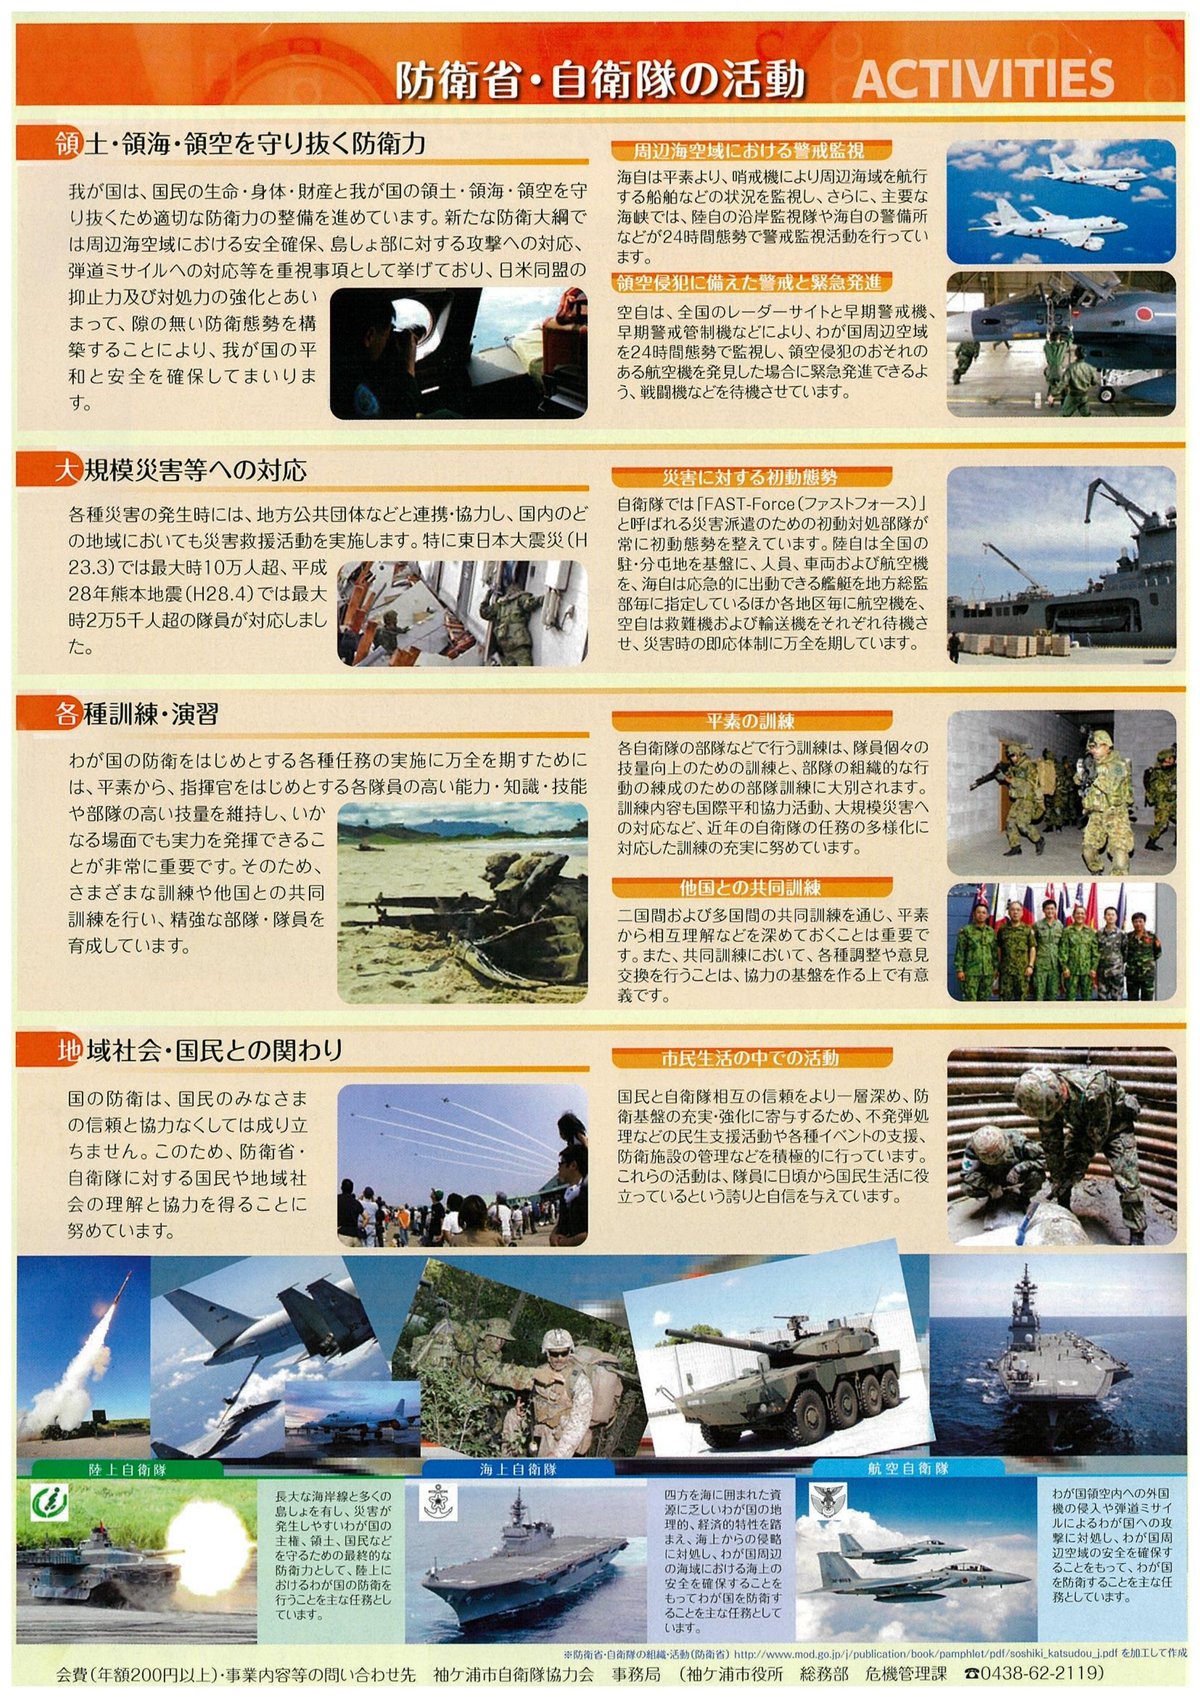 防衛省・自衛隊の活動 ACTIVITIES
領土・領海・領空を守り抜く防衛力
我が国は、国民の生命・身体・財産と我が国の領土・領海・領空を守
り抜くため適切な防衛力の整備を進めています。新たな防衛大綱で
は周辺海空域における安全確保、島しょ部に対する攻撃への対応、
弾道ミサイルへの対応等を重視事項として挙げており、日米同盟の
抑止力及び対処力の強化とあい
まって、隙の無い防衛態勢を構
築することにより、我が国の平
和と安全を確保してまいりま
す。
周辺海空域における警戒監視
海自は平素より、哨戒機により周辺海域を航行
する船舶などの状況を監視し、さらに、主要な
海峡では、陸自の沿岸監視隊や海自の警備所
などが24時間態勢で警戒監視活動を行ってい
ます。
領空侵犯に備えた警戒と緊急発進
空自は、全国のレーダーサイトと早期警戒機、
早期警戒管制機などにより、わが国周辺空域
を24時間態勢で監視し、領空侵犯のおそれの
ある航空機を発見した場合に緊急発進できるよ
う、戦闘機などを待機させています。
大規模災害等への対応
各種災害の発生時には、地方公共団体などと連携・協力し、国内のど
の地域においても災害救援活動を実施します。特に東日本大震災（H
23.3）では最大時10万人超、平成
28年熊本地震（H28.4）では最大
時2万5千人超の隊員が対応しまし
た。
災害に対する初動態勢
自衛隊では「FAST-Force（ファストフォース）」
と呼ばれる災害派遣のための初動対処部隊が
常に初動態勢を整えています。陸自は全国の
駐・分屯地を基盤に、人員、車両および航空機
を、海自は応急的に出動できる艦艇を地方総監
部毎に指定しているほか各地区毎に航空機を、
空自は救難機および輸送機をそれぞれ待機さ
せ、災害時の即応体制に万全を期しています。
各種訓練・演習
わが国の防衛をはじめとする各種任務の実施に万全を期すために
は、平素から、指揮官をはじめとする各隊員の高い能力・知識・技能
や部隊の高い技量を維持し、いか
なる場面でも実力を発揮できるこ
とが非常に重要です。そのため、
さまざまな訓練や他国との共同
訓練を行い、精強な部隊・隊員を
育成しています。
平素の訓練
各自衛隊の部隊などで行う訓練は、隊員個々の
技量向上のための訓練と、部隊の組織的な行
動の練成のための部隊訓練に大別されます。
訓練内容も国際平和協力活動、大規模災害へ
の対応など、近年の自衛隊の任務の多様化に
対応した訓練の充実に努めています。
他国との共同訓練
二国間および多国間の共同訓練を通じ、平素
から相互理解などを深めておくことは重要で
す。また、共同訓練において、各種調整や意見
交換を行うことは、協力の基盤を作る上で有意
義です。
地域社会・国民との関わり
国の防衛は、国民のみなさま
の信頼と協力なくしては成り立
ちません。このため、防衛省・
自衛隊に対する国民や地域社
会の理解と協力を得ることに
努めています。
市民生活の中での活動
国民と自衛隊相互の信頼をより一層深め、防
衛基盤の充実・強化に寄与するため、不発弾処
理などの民生支援活動や各種イベントの支援、
防衛施設の管理などを積極的に行っています。
これらの活動は、隊員に日頃から国民生活に役
立っているという誇りと自信を与えています。
陸上自衛隊
長大な海岸線と多くの
島しょを有し、災害が
発生しやすいわが国の
主権、領土、国民など
を守るための最終的な
防衛力として、陸上に
おけるわが国の防衛を
行うことを主な任務とし
ています。
海上自衛隊
四方を海に囲まれた資
源に乏しいわが国の地
理的、経済的特性を踏
まえ、海上からの侵略
に対処し、わが国周辺
の海域における海上の
安全を確保することを
もってわが国を防衛す
ることを主な任務として
います。
航空自衛隊
わが国領空内への外国
機の侵入や弾道ミサイ
ルによるわが国への攻
撃に対処し、わが国周
辺空域の安全を確保す
ることをもって、わが国
を防衛することを主な任
務としています。
※防衛省・自衛隊の組織・活動（防衛省）http://www.mod.go.jp/j/publication/book/pamphlet/pdf/soshiki_katsudou_j.pdf を加工して作成
会費（年額200円以上）・事業内容等の問い合わせ先 袖ケ浦市自衛隊協力会 事務局 （袖ケ浦市役所 総務部 危機管理課 ☎0438-62-2119）